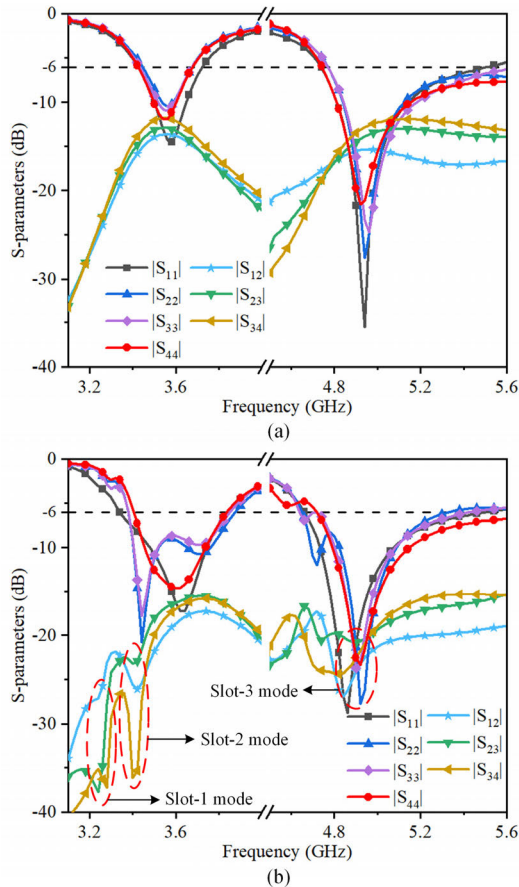 0
-6
-10
-20
-30
-40
S-parameters (dB)
|S11| |S12|
|S22| |S23|
|S33| |S34|
|S44|
3.2 3.6 4.8 5.2 5.6
Frequency (GHz)
(a)
0
-6
-10
-20
-30
-40
S-parameters (dB)
Slot-3 mode
Slot-2 mode
Slot-1 mode
|S11| |S12|
|S22| |S23|
|S33| |S34|
|S44|
3.2 3.6 4.8 5.2 5.6
Frequency (GHz)
(b)